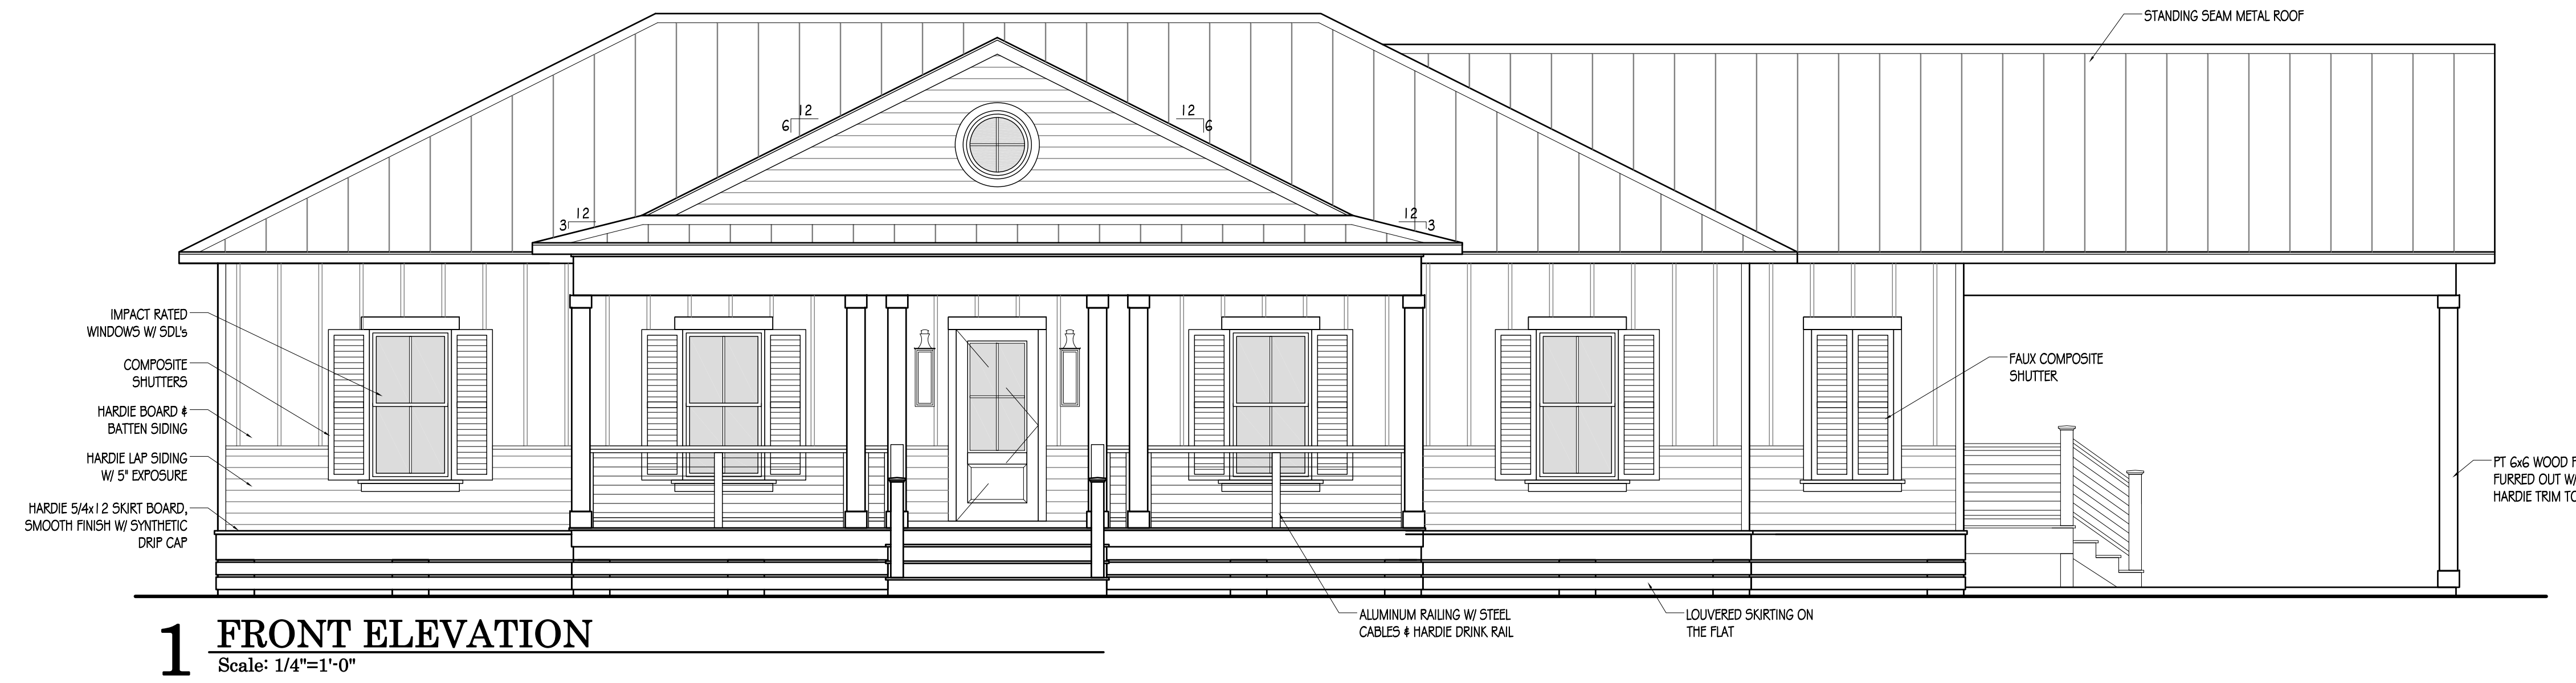 STANDING SEAM METAL ROOF
12
6
12
6
12
3
12
3
IMPACT RATED
WINDOWS W/ SDL's
COMPOSITE
SHUTTERS
HARDIE BOARD &
BATTEN SIDING
HARDIE LAP SIDING
W/ 5" EXPOSURE
HARDIE 5/4x12 SKIRT BOARD,
SMOOTH FINISH W/ SYNTHETIC
DRIP CAP
FAUX COMPOSITE
SHUTTER
PT 6x6 WOOD
FURRED OUT W/
HARDIE TRIM
ALUMINUM RAILING W/ STEEL
CABLES & HARDIE DRINK RAIL
LOUVERED SKIRTING ON
THE FLAT
1 FRONT ELEVATION
Scale: 1/4"=1'-0"